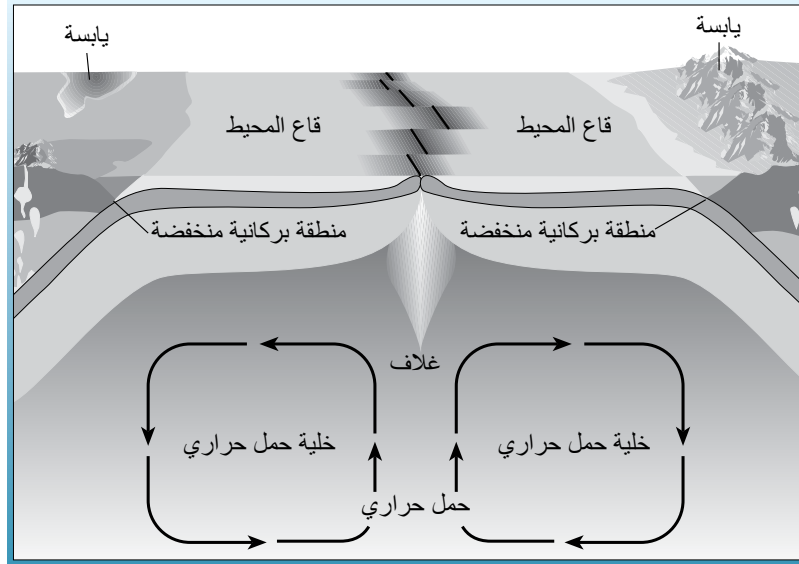 يابسة
يابسة
قاع المحيط
قاع المحيط
منطقة بركانية منخفضة
منطقة بركانية منخفضة
غلاف
خلية حمل حراري
خلية حمل حراري
حمل حراري